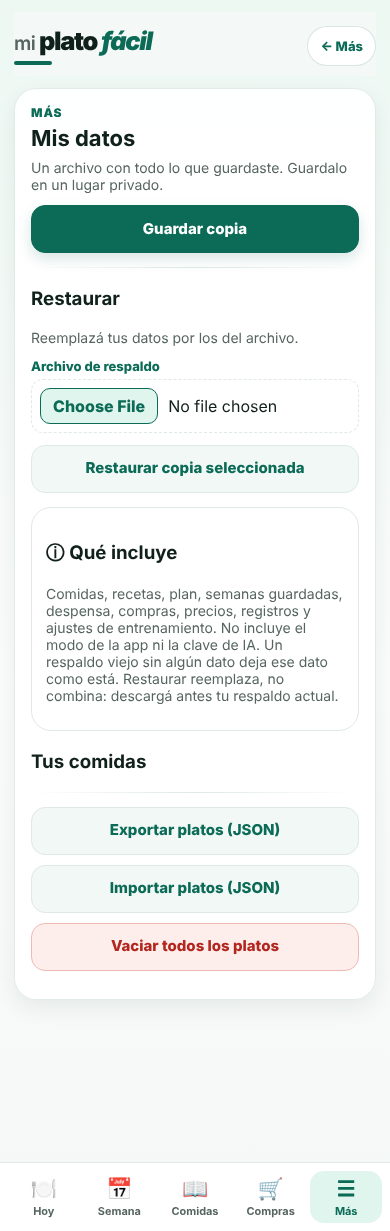 mi plato fácil
← Más
MÁS
Mis datos
Un archivo con todo lo que guardaste. Guardalo
en un lugar privado.
Guardar copia
Restaurar
Reemplazá tus datos por los del archivo.
Archivo de respaldo
Choose File No file chosen
Restaurar copia seleccionada
ⓘ Qué incluye
Comidas, recetas, plan, semanas guardadas,
despensa, compras, precios, registros y
ajustes de entrenamiento. No incluye el
modo de la app ni la clave de IA. Un
respaldo viejo sin algún dato deja ese dato
como está. Restaurar reemplaza, no
combina: descargá antes tu respaldo actual.
Tus comidas
Exportar platos (JSON)
Importar platos (JSON)
Vaciar todos los platos
Hoy
Semana
Comidas
Compras
Más